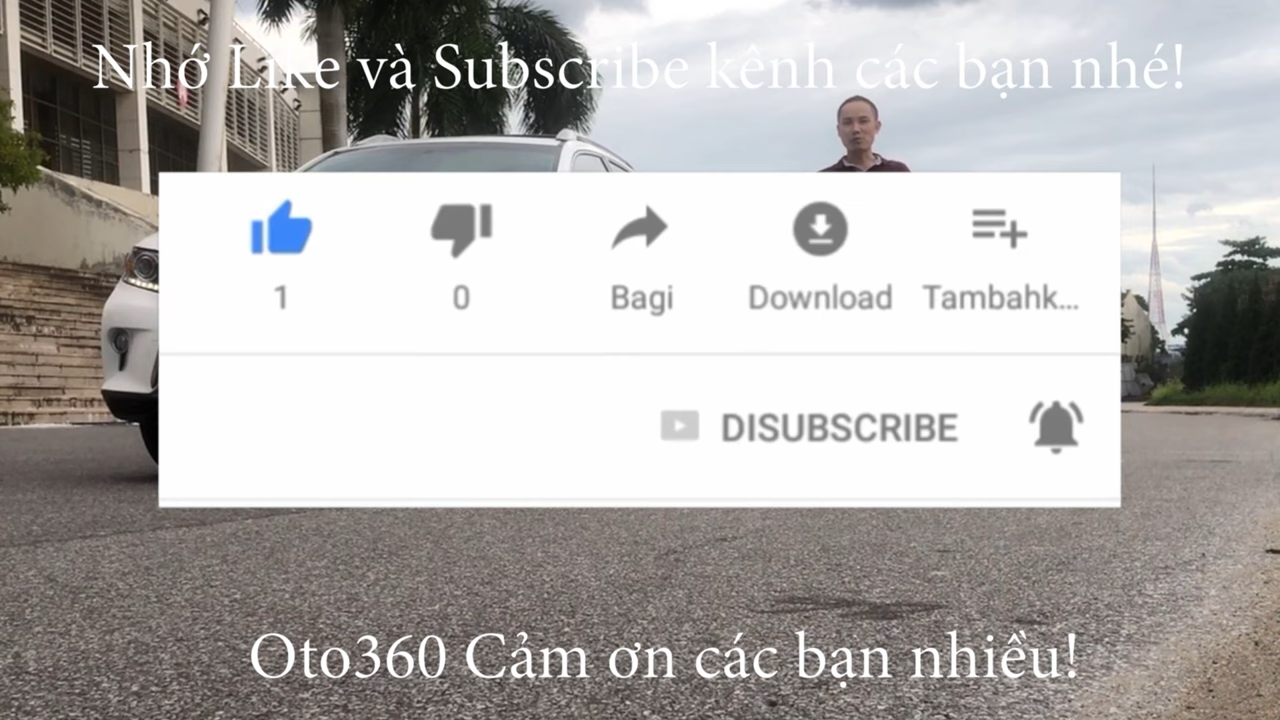 Nhớ Like và Subscribe kênh các bạn nhé!
1 0 Bagi Download Tambahk...
DISUBSCRIBE
Oto360 Cảm ơn các bạn nhiều!